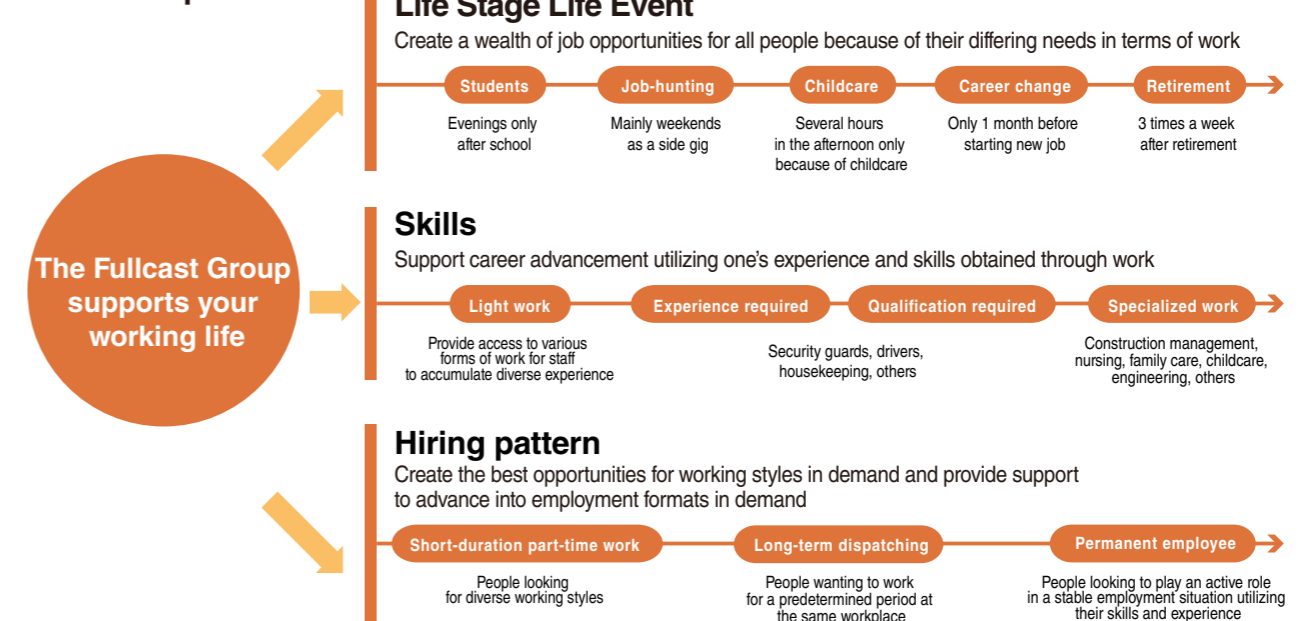 Life Stage Life Event
Create a wealth of job opportunities for all people because of their differing needs in terms of work
Students
Job-hunting
Childcare
Career change
Retirement
Evenings only
after school
Mainly weekends
as a side gig
Several hours
in the afternoon only
because of childcare
Only 1 month before
starting new job
3 times a week
after retirement
The Fullcast Group
supports your
working life
Skills
Support career advancement utilizing one’s experience and skills obtained through work
Light work
Experience required
Qualification required
Specialized work
Provide access to various
forms of work for staff
to accumulate diverse experience
Security guards, drivers,
housekeeping, others
Construction management,
nursing, family care, childcare,
engineering, others
Hiring pattern
Create the best opportunities for working styles in demand and provide support
to advance into employment formats in demand
Short-duration part-time work
Long-term dispatching
Permanent employee
People looking
for diverse working styles
People wanting to work
for a predetermined period at
the same workplace
People looking to play an active role
in a stable employment situation utilizing
their skills and experience